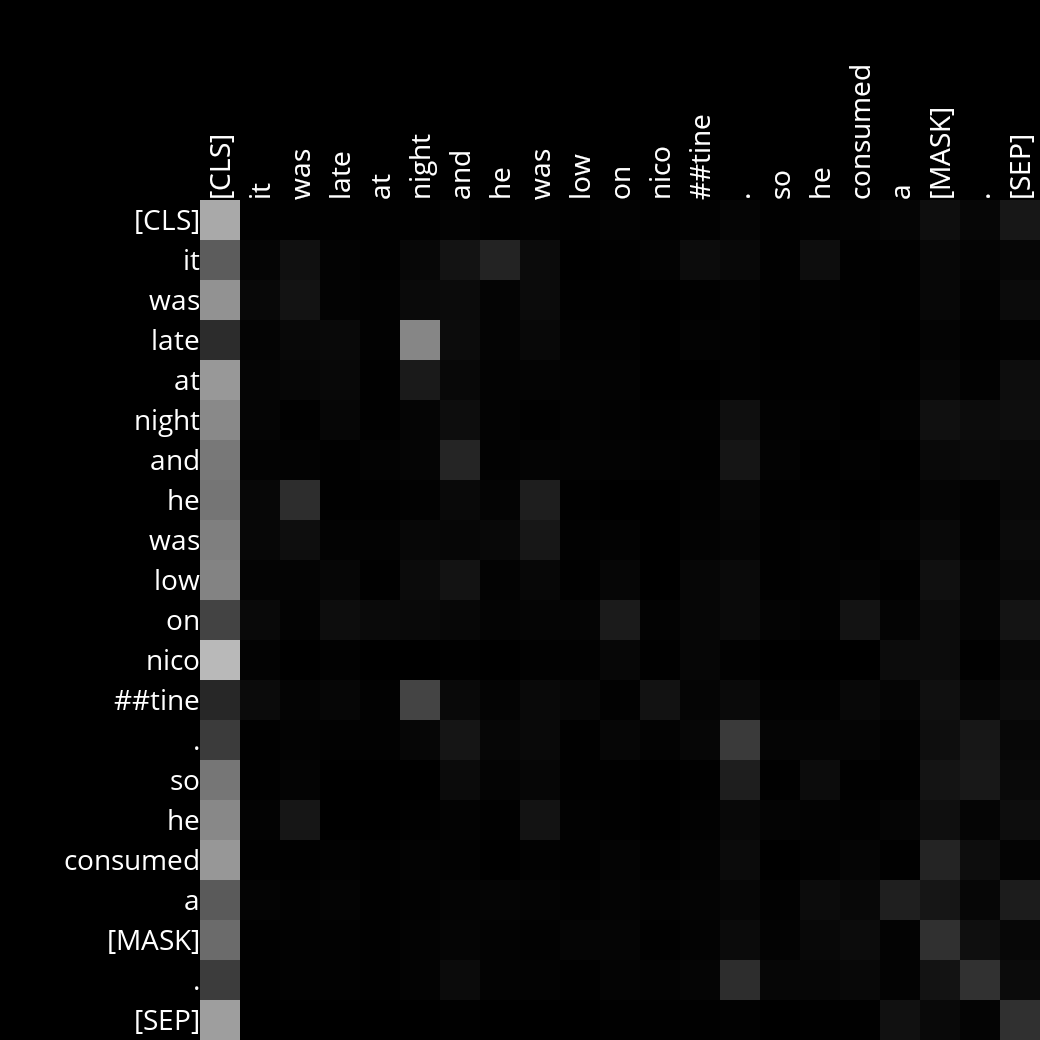 [CLS] it was late at night and he was low on nico ##tine . so he consumed a [MASK] . [SEP]
[CLS]
it
was
late
at
night
and
he
was
low
on
nico
##tine
.
so
he
consumed
a
[MASK]
.
[SEP]